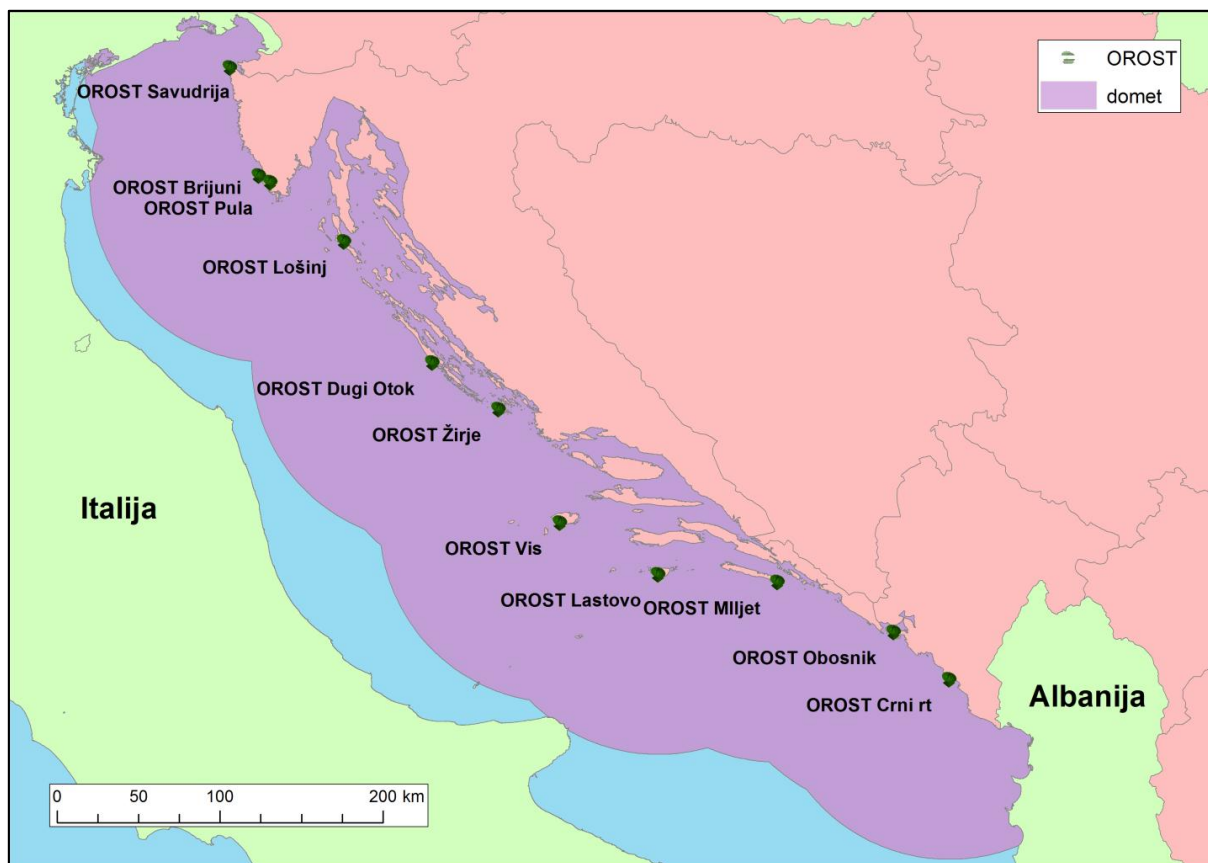 OROST
domet
OROST Savudrija
OROST Brijuni
OROST Pula
OROST Lošinj
OROST Dugi Otok
OROST Žirje
Italija
OROST Vis
OROST Lastovo
OROST MlIjet
OROST Obosnik
OROST Crni rt
Albanija
0 50 100 200 km